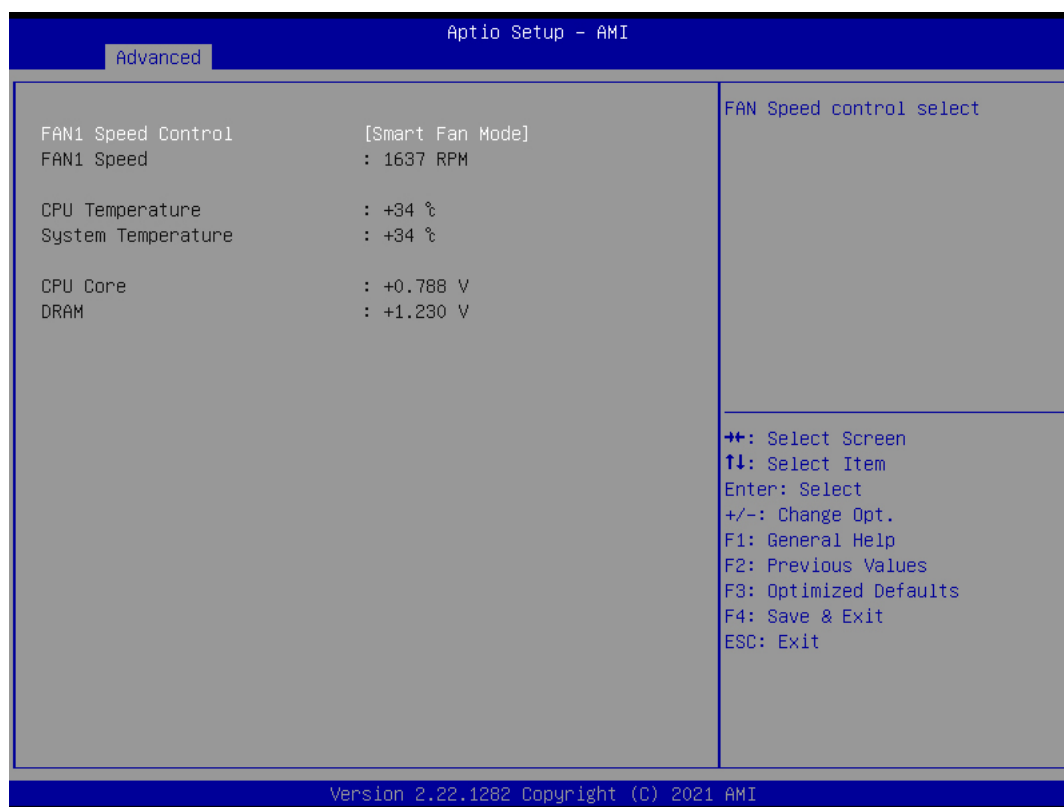 Aptio Setup – AMI
Advanced
FAN1 Speed Control [Smart Fan Mode]
FAN1 Speed : 1637 RPM
CPU Temperature : +34 ℃
System Temperature : +34 ℃
CPU Core : +0.788 V
DRAM : +1.230 V
FAN Speed control select
→←: Select Screen
↑↓: Select Item
Enter: Select
+/-: Change Opt.
F1: General Help
F2: Previous Values
F3: Optimized Defaults
F4: Save & Exit
ESC: Exit
Version 2.22.1282 Copyright (C) 2021 AMI